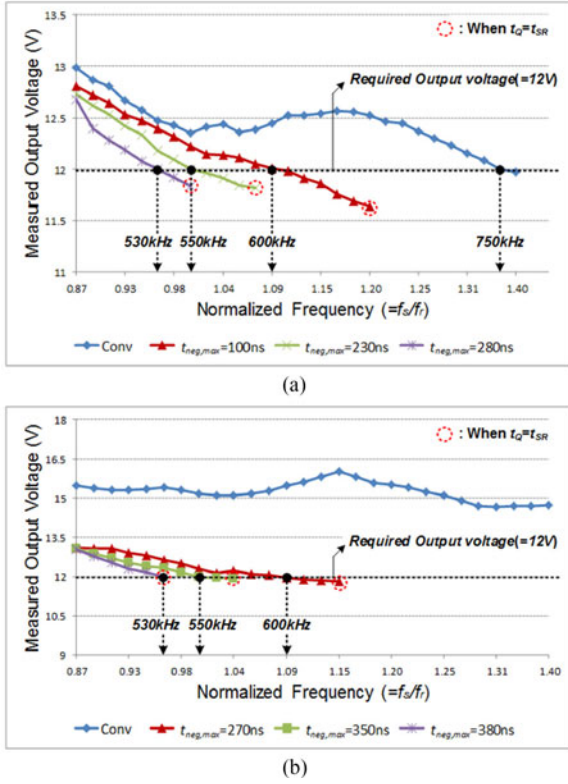 13.5
13
12.5
12
11.5
11
Measured Output Voltage (V)
: When tQ=tSR
Required Output voltage(=12V)
530kHz
550kHz
600kHz
750kHz
0.87
0.93
0.98
1.04
1.09
1.15
1.20
1.25
1.31
1.40
Normalized Frequency (=fs/fr)
Conv
tneg,max=100ns
tneg,max=230ns
tneg,max=280ns
(a)
18
16.5
15
13.5
12
10.5
9
Measured Output Voltage (V)
: When tQ=tSR
Required Output voltage(=12V)
530kHz
550kHz
600kHz
0.87
0.93
0.98
1.04
1.09
1.15
1.20
1.25
1.31
1.40
Normalized Frequency (=fs/fr)
Conv
tneg,max=270ns
tneg,max=350ns
tneg,max=380ns
(b)